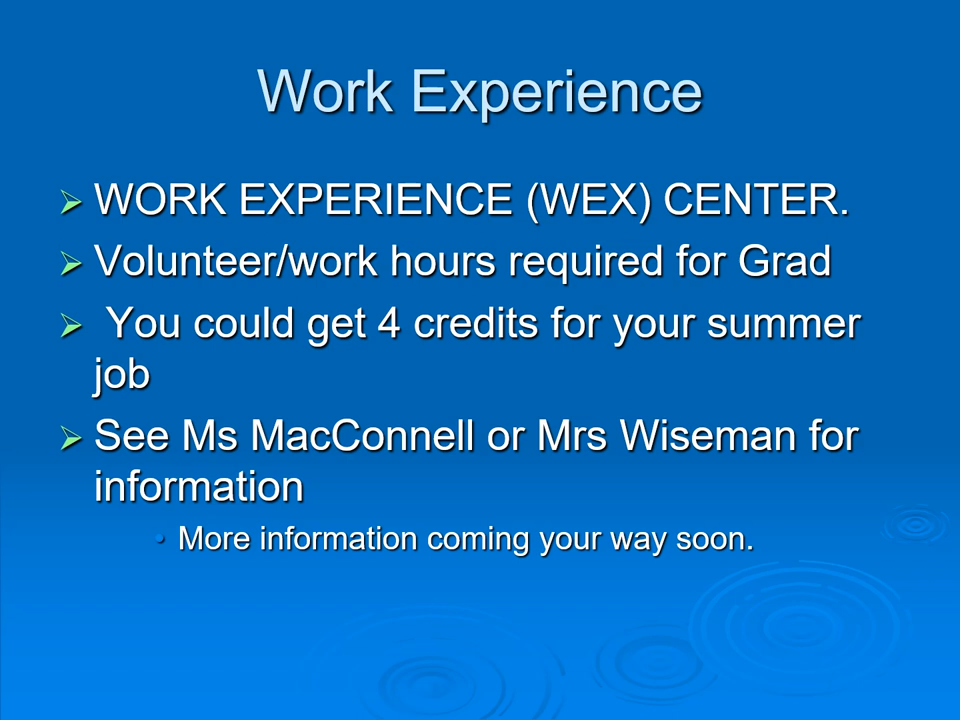 Work Experience
WORK EXPERIENCE (WEX) CENTER.
Volunteer/work hours required for Grad
You could get 4 credits for your summer
job
See Ms MacConnell or Mrs Wiseman for
information
More information coming your way soon.